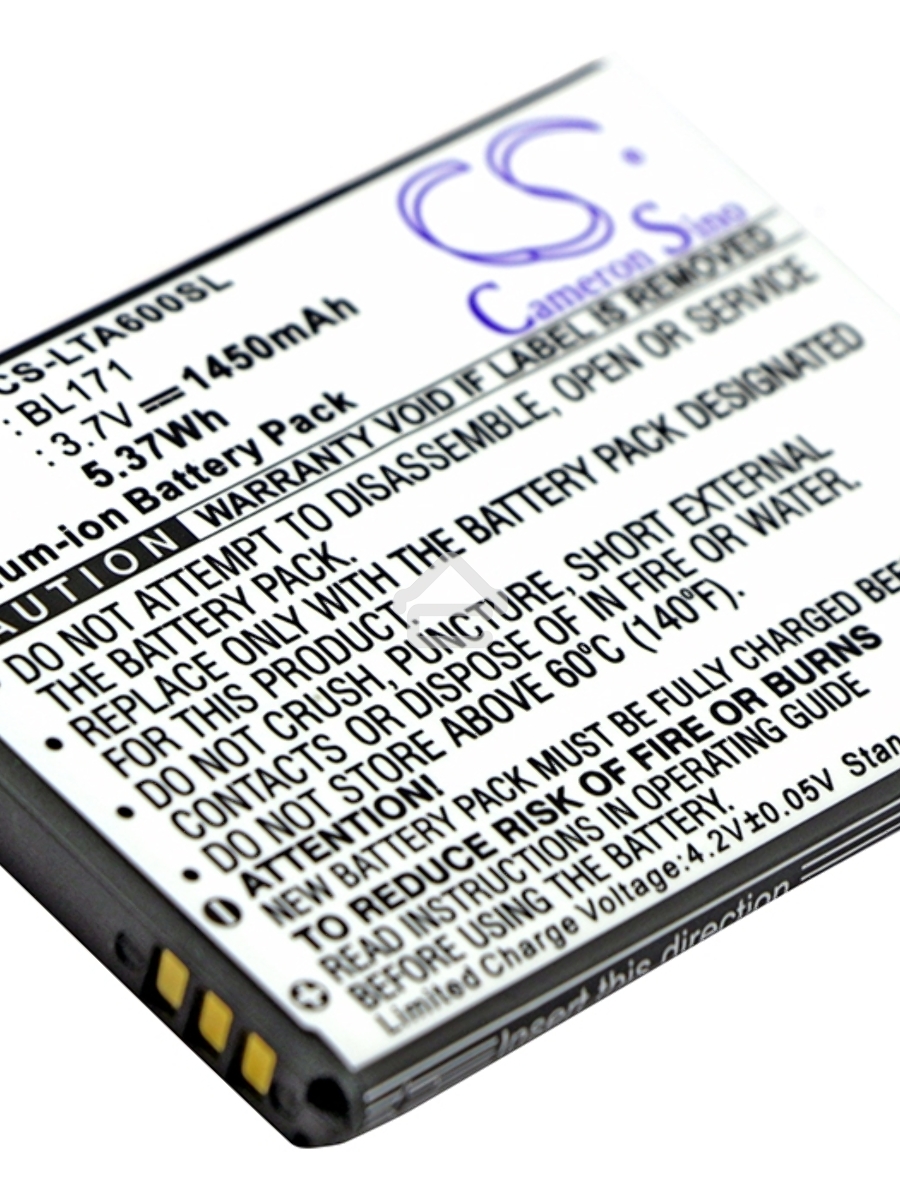 CS.
Cameron Sino
CS-LTA600SL
: BL171
: 3.7V ⎓ 1450mAh
5.37Wh
ium-ion Battery Pack
AUTION WARRANTY VOID IF LABEL IS REMOVED
DO NOT ATTEMPT TO DISASSEMBLE, OPEN OR SERVICE
THE BATTERY PACK.
• REPLACE ONLY WITH THE BATTERY PACK DESIGNATED
FOR THIS PRODUCT.
• DO NOT CRUSH, PUNCTURE, SHORT EXTERNAL
CONTACTS OR DISPOSE OF IN FIRE OR WATER.
• DO NOT STORE ABOVE 60°C (140°F).
ATTENTION!
NEW BATTERY PACK MUST BE FULLY CHARGED BEF
TO REDUCE RISK OF FIRE OR BURNS
READ INSTRUCTIONS IN OPERATING GUIDE
BEFORE USING THE BATTERY.
Limited Charge Voltage:4.2V±0.05V Stan
Insert this direction